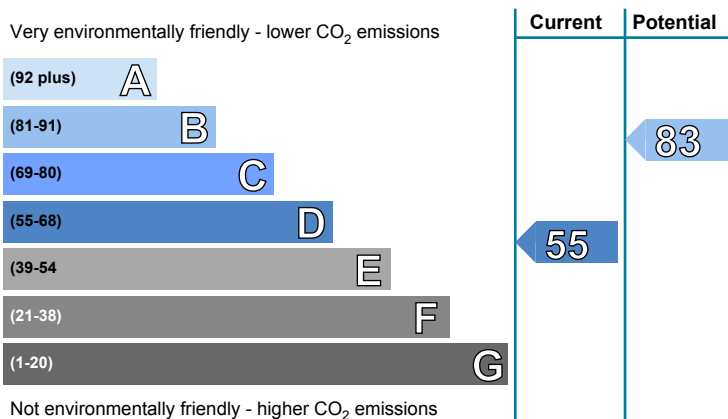 Current Potential
Very environmentally friendly - lower CO2 emissions
(92 plus) A
(81-91) B
83
(69-80) C
(55-68) D
55
(39-54 E
(21-38) F
(1-20) G
Not environmentally friendly - higher CO2 emissions